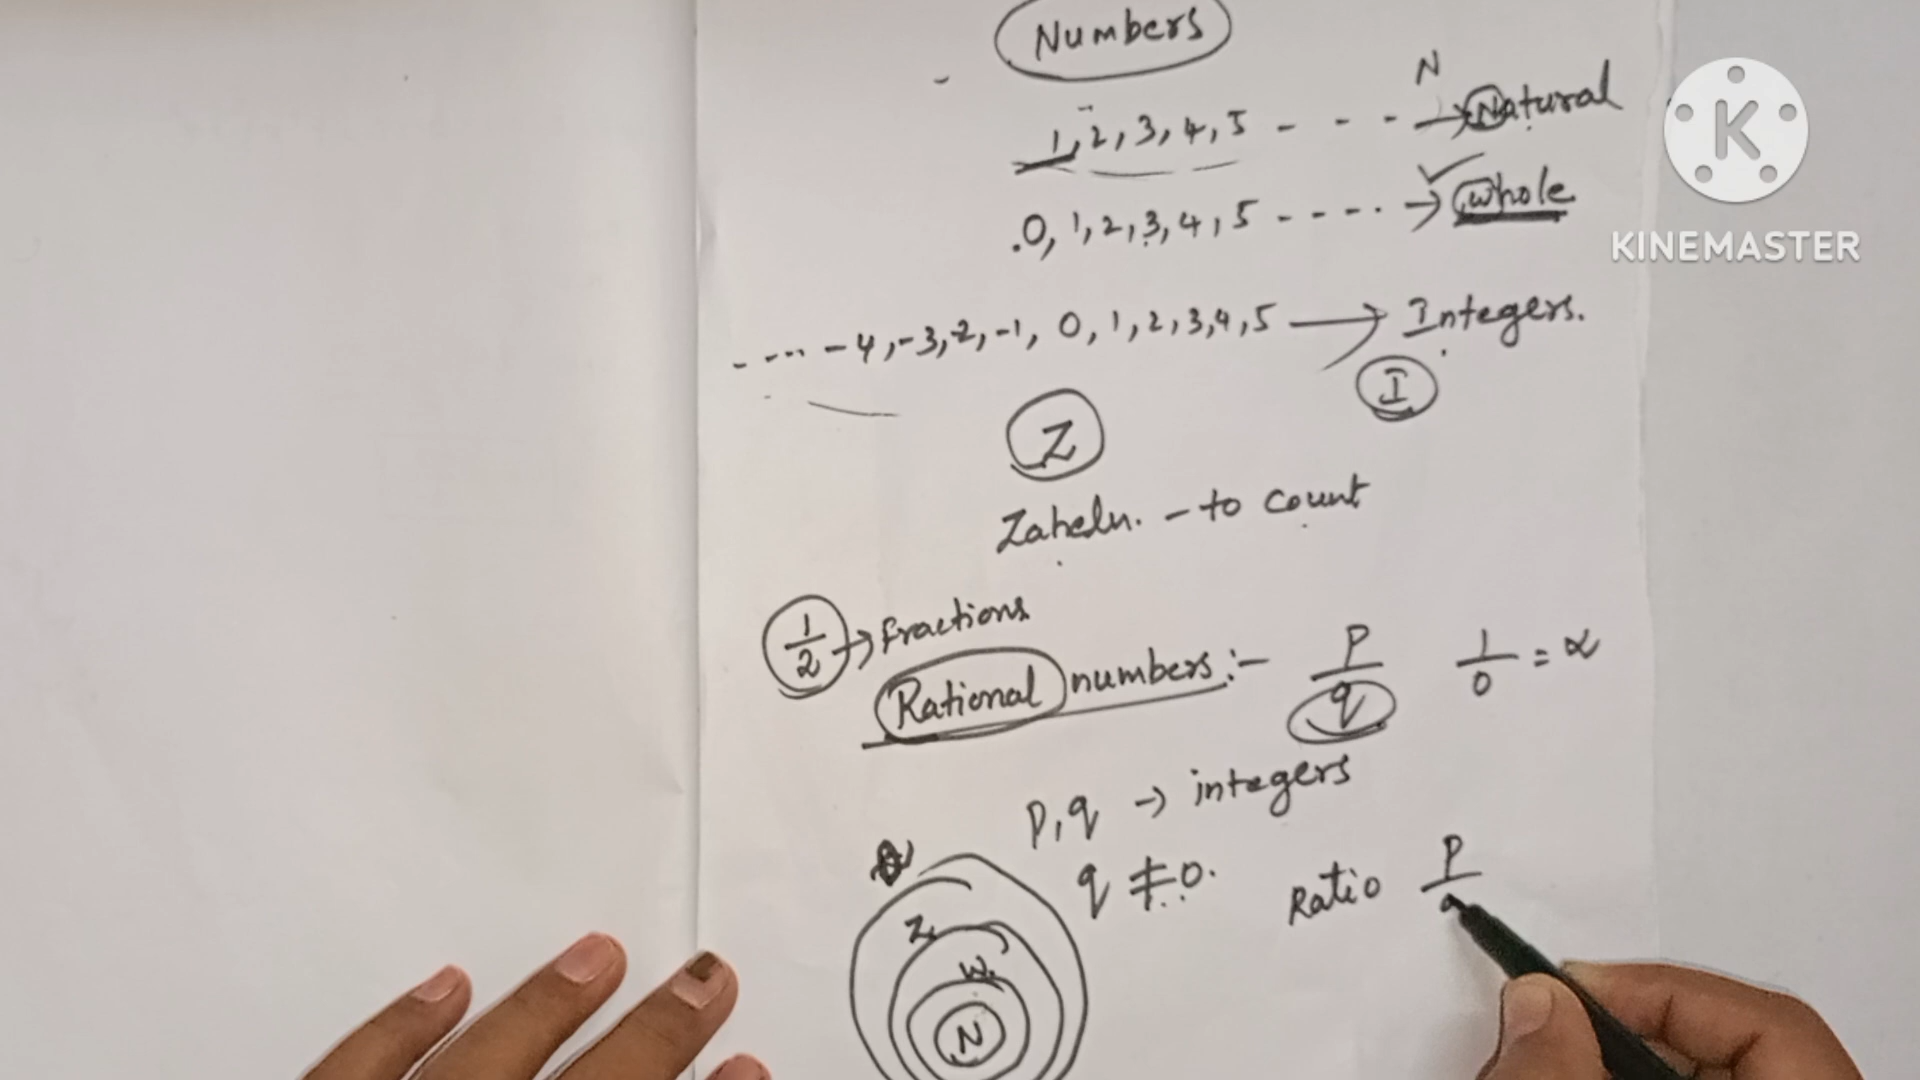 Numbers
N
1, 2, 3, 4, 5 - - - → Natural
0, 1, 2, 3, 4, 5 - - - - → Whole
- --- -4, -3, -2, -1, 0, 1, 2, 3, 4, 5 → Integers.
I
Z
Zaheln. - to count
1/2 → fractions
Rational numbers :- P/q 1/0 = ∝
P, q → integers
q ≠ 0.
Ratio P/
Z
W
N
K
KINEMASTER